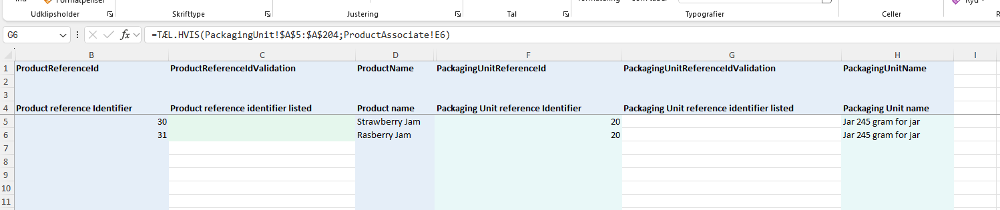 Formatpensel
Udklipsholder Skrifttype Justering Tal Typografier Celler
G6 fx =TÆL.HVIS(PackagingUnit!$A$5:$A$204;ProductAssociate!E6)
B C D F G H I
1 ProductReferenceId ProductReferenceIdValidation ProductName PackagingUnitReferenceId PackagingUnitReferenceIdValidation PackagingUnitName
2
3
4 Product reference Identifier Product reference identifier listed Product name Packaging Unit reference Identifier Packaging Unit reference identifier listed Packaging Unit name
5 30 Strawberry Jam 20 Jar 245 gram for jar
6 31 Rasberry Jam 20 Jar 245 gram for jar
7
8
9
10
11